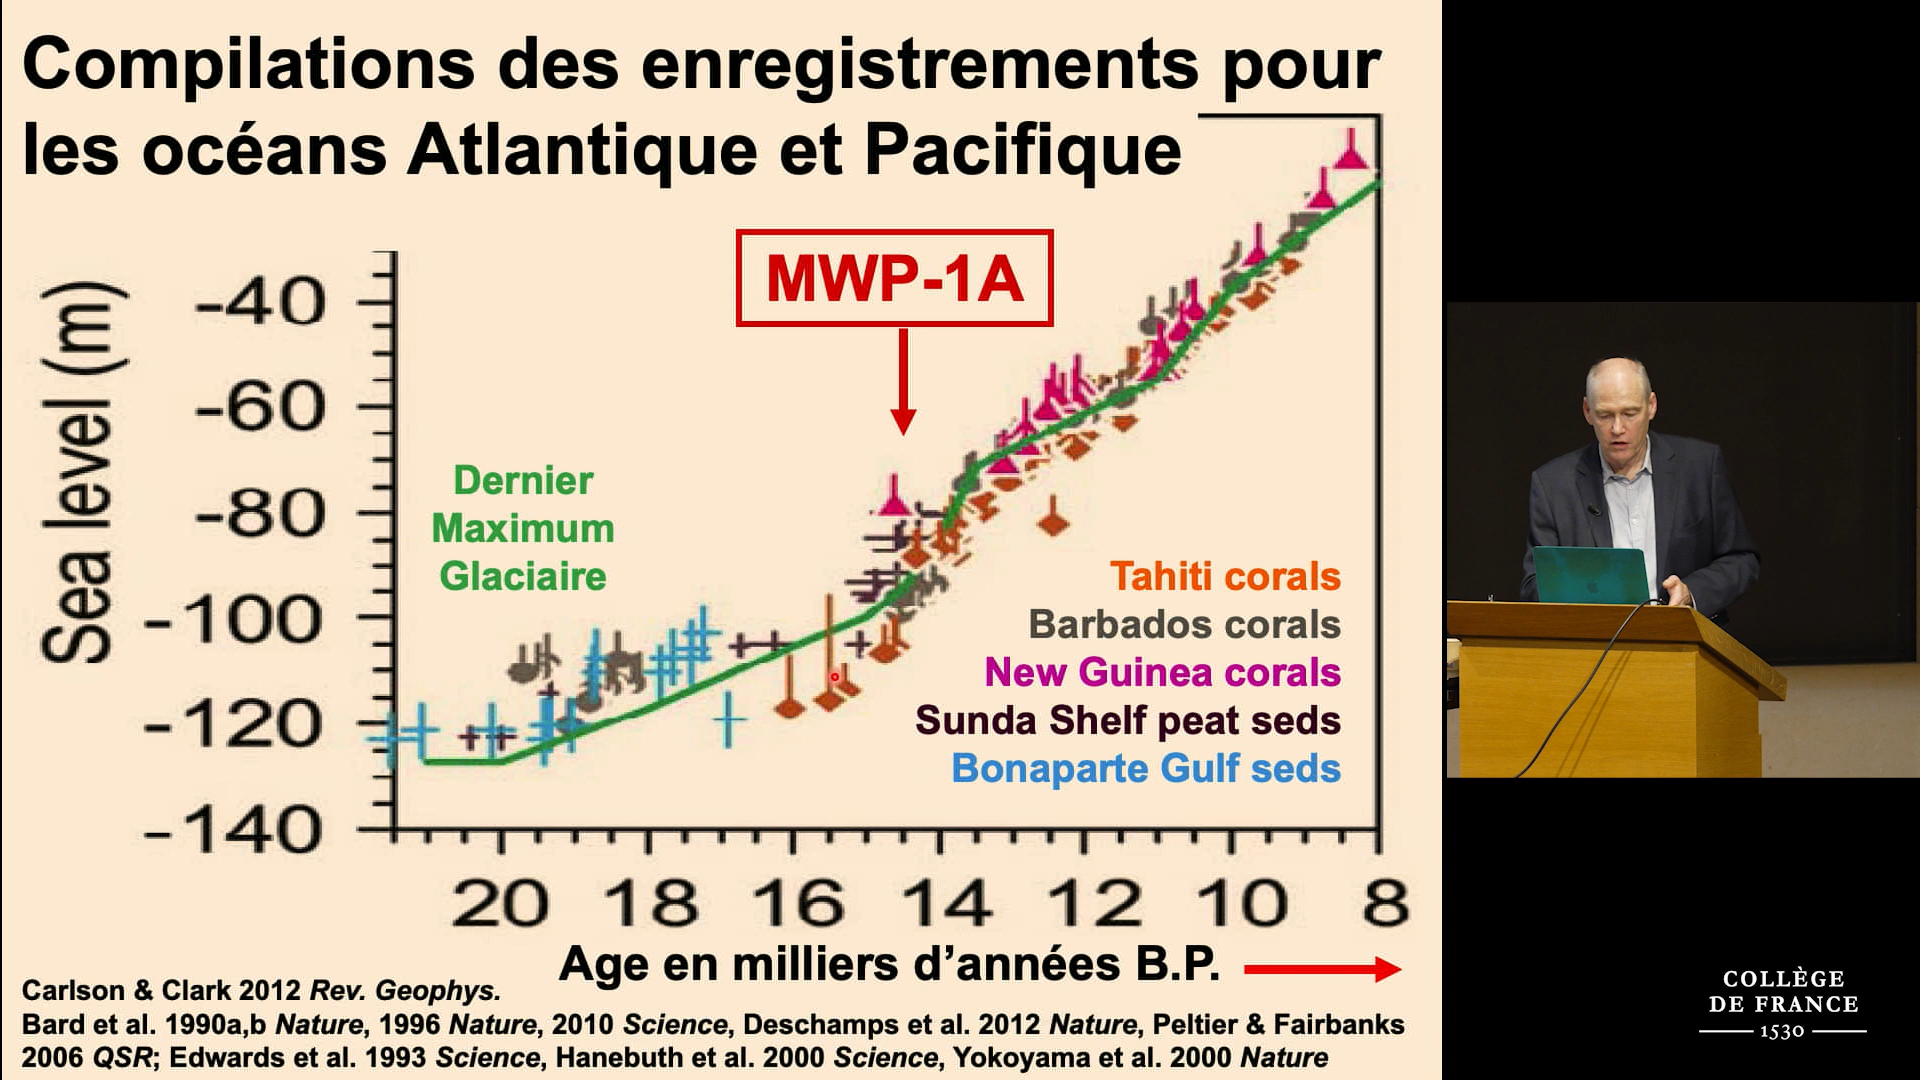 Compilations des enregistrements pour
les océans Atlantique et Pacifique
MWP-1A
Sea level (m)
-40
-60
-80
-100
-120
-140
Dernier
Maximum
Glaciaire
Tahiti corals
Barbados corals
New Guinea corals
Sunda Shelf peat seds
Bonaparte Gulf seds
20 18 16 14 12 10 8
Age en milliers d’années B.P.
Carlson & Clark 2012 Rev. Geophys.
Bard et al. 1990a,b Nature, 1996 Nature, 2010 Science, Deschamps et al. 2012 Nature, Peltier & Fairbanks
2006 QSR; Edwards et al. 1993 Science, Hanebuth et al. 2000 Science, Yokoyama et al. 2000 Nature
COLLÈGE
DE FRANCE
1530